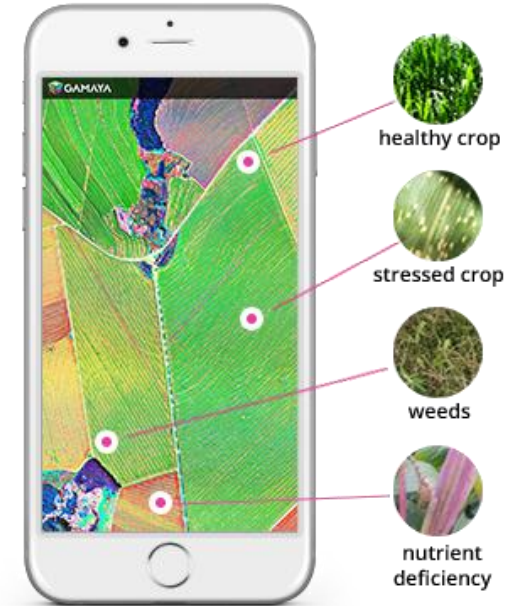 GAMAYA
healthy crop
stressed crop
weeds
nutrient
deficiency